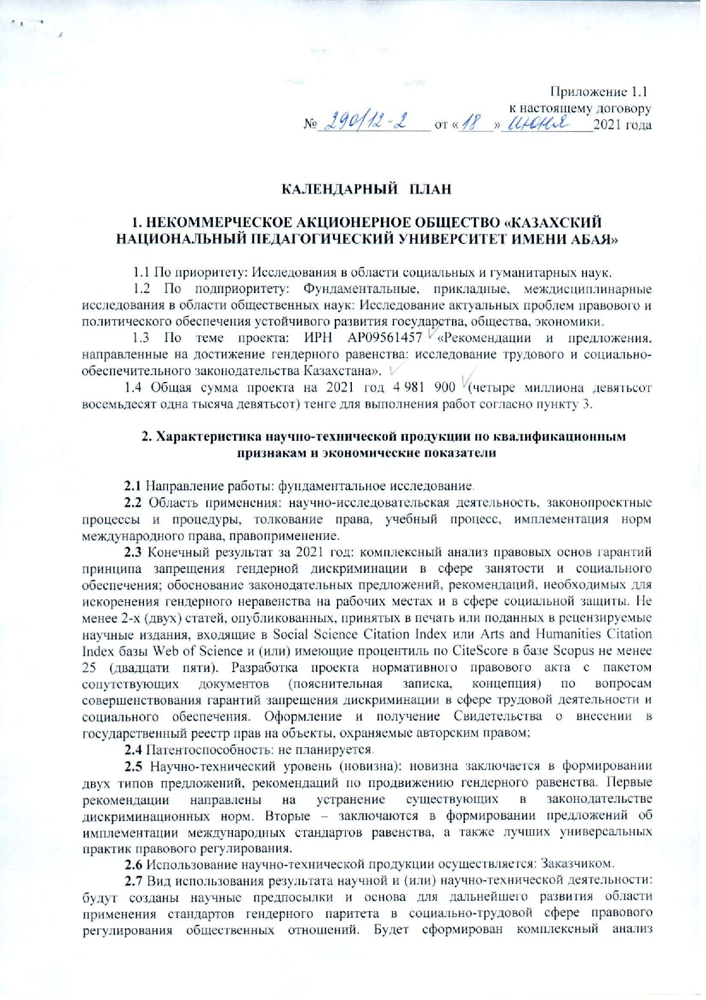 Приложение 1.1
к настоящему договору
№ 290/12-2 от «18» июня 2021 года
КАЛЕНДАРНЫЙ ПЛАН
1. НЕКОММЕРЧЕСКОЕ АКЦИОНЕРНОЕ ОБЩЕСТВО «КАЗАХСКИЙ
НАЦИОНАЛЬНЫЙ ПЕДАГОГИЧЕСКИЙ УНИВЕРСИТЕТ ИМЕНИ АБАЯ»
1.1 По приоритету: Исследования в области социальных и гуманитарных наук.
1.2 По подприоритету: Фундаментальные, прикладные, междисциплинарные
исследования в области общественных наук: Исследование актуальных проблем правового и
политического обеспечения устойчивого развития государства, общества, экономики.
1.3 По теме проекта: ИРН АР09561457 «Рекомендации и предложения,
направленные на достижение гендерного равенства: исследование трудового и социально-
обеспечительного законодательства Казахстана».
1.4 Общая сумма проекта на 2021 год 4 981 900 (четыре миллиона девятьсот
восемьдесят одна тысяча девятьсот) тенге для выполнения работ согласно пункту 3.
2. Характеристика научно-технической продукции по квалификационным
признакам и экономические показатели
2.1 Направление работы: фундаментальное исследование.
2.2 Область применения: научно-исследовательская деятельность, законопроектные
процессы и процедуры, толкование права, учебный процесс, имплементация норм
международного права, правоприменение.
2.3 Конечный результат за 2021 год: комплексный анализ правовых основ гарантий
принципа запрещения гендерной дискриминации в сфере занятости и социального
обеспечения; обоснование законодательных предложений, рекомендаций, необходимых для
искоренения гендерного неравенства на рабочих местах и в сфере социальной защиты. Не
менее 2-х (двух) статей, опубликованных, принятых в печать или поданных в рецензируемые
научные издания, входящие в Social Science Citation Index или Arts and Humanities Citation
Index базы Web of Science и (или) имеющие процентиль по CiteScore в базе Scopus не менее
25 (двадцати пяти). Разработка проекта нормативного правового акта с пакетом
сопутствующих документов (пояснительная записка, концепция) по вопросам
совершенствования гарантий запрещения дискриминации в сфере трудовой деятельности и
социального обеспечения. Оформление и получение Свидетельства о внесении в
государственный реестр прав на объекты, охраняемые авторским правом;
2.4 Патентоспособность: не планируется.
2.5 Научно-технический уровень (новизна): новизна заключается в формировании
двух типов предложений, рекомендаций по продвижению гендерного равенства. Первые
рекомендации направлены на устранение существующих в законодательстве
дискриминационных норм. Вторые – заключаются в формировании предложений об
имплементации международных стандартов равенства, а также лучших универсальных
практик правового регулирования.
2.6 Использование научно-технической продукции осуществляется: Заказчиком.
2.7 Вид использования результата научной и (или) научно-технической деятельности:
будут созданы научные предпосылки и основа для дальнейшего развития области
применения стандартов гендерного паритета в социально-трудовой сфере правового
регулирования общественных отношений. Будет сформирован комплексный анализ